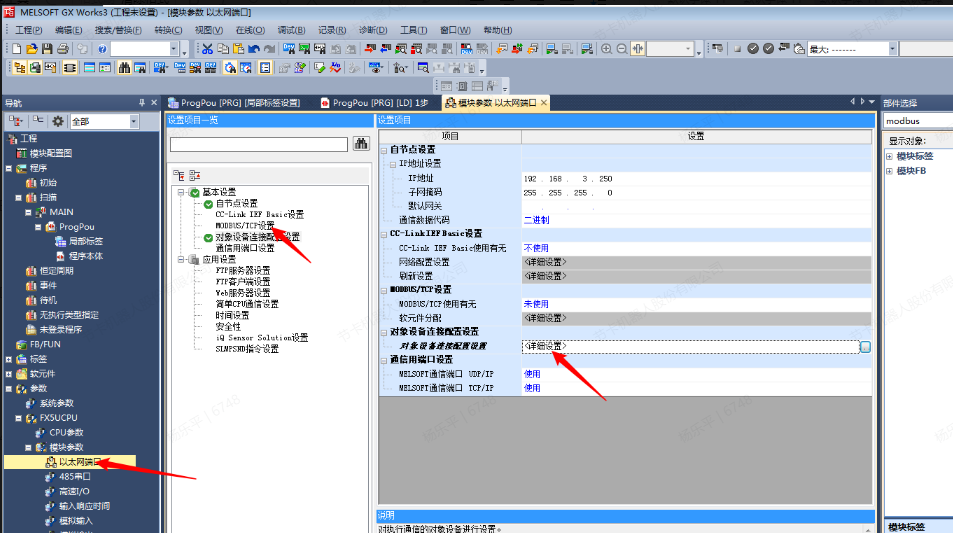 MELSOFT GX Works3 (工程未设置) - [模块参数 以太网端口]
工程(P) 编辑(E) 搜索/替换(F) 转换(C) 视图(V) 在线(O) 调试(B) 记录(R) 诊断(D) 工具(T) 窗口(W) 帮助(H)
最大: -------
导航
全部
工程
模块配置图
程序
初始
扫描
MAIN
ProgPou
局部标签
程序本体
恒定周期
事件
待机
无执行类型指定
未登录程序
FB/FUN
标签
软元件
参数
系统参数
FX5UCPU
CPU参数
模块参数
以太网端口
485串口
高速I/O
输入响应时间
模拟输入
ProgPou [PRG] [局部标签设置]
ProgPou [PRG] [LD] 1步
模块参数 以太网端口
设置项目一览
基本设置
自节点设置
CC-Link IEF Basic设置
MODBUS/TCP设置
对象设备连接配置设置
通信用端口设置
应用设置
FTP服务器设置
FTP客户端设置
Web服务器设置
简单CPU通信设置
时间设置
安全性
iQ Sensor Solution设置
SLMPSND指令设置
设置项目
项目 设置
自节点设置
IP地址设置
IP地址 192 . 168 . 3 . 250
子网掩码 255 . 255 . 255 . 0
默认网关 . . .
通信数据代码 二进制
CC-Link IEF Basic设置
CC-Link IEF Basic使用有无 不使用
网络配置设置 <详细设置>
刷新设置 <详细设置>
MODBUS/TCP设置
MODBUS/TCP使用有无 未使用
软元件分配 <详细设置>
对象设备连接配置设置
对象设备连接配置设置 <详细设置>
通信用端口设置
MELSOFT通信端口 UDP/IP 使用
MELSOFT通信端口 TCP/IP 使用
说明
对执行通信的对象设备进行设置。
部件选择
modbus
显示对象:
模块标签
模块FB
模块标签